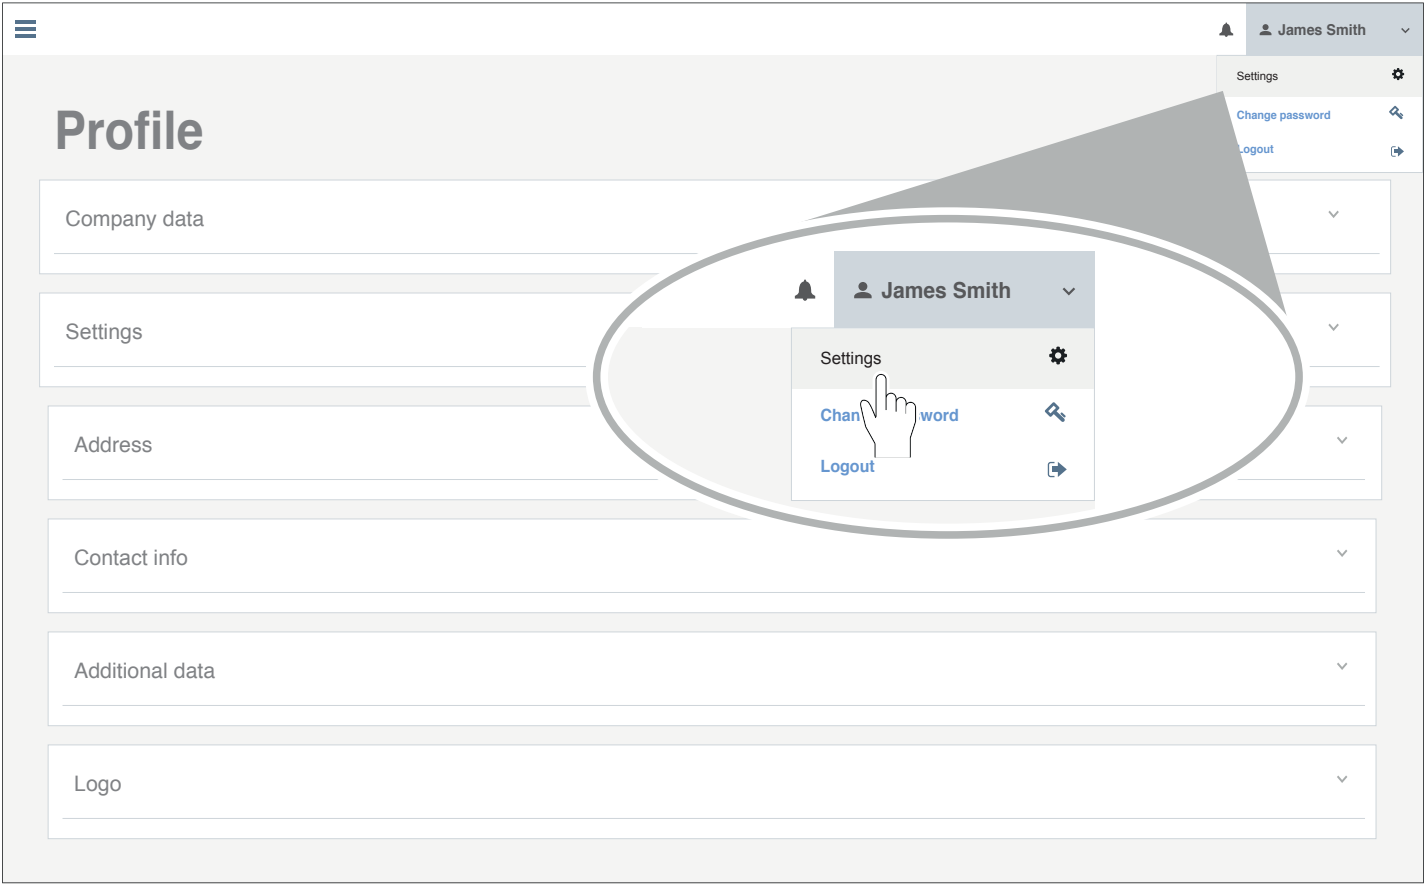 James Smith
Settings
Change password
Logout
Profile
Company data
Settings
Address
Contact info
Additional data
Logo
James Smith
Settings
Chan word
Logout